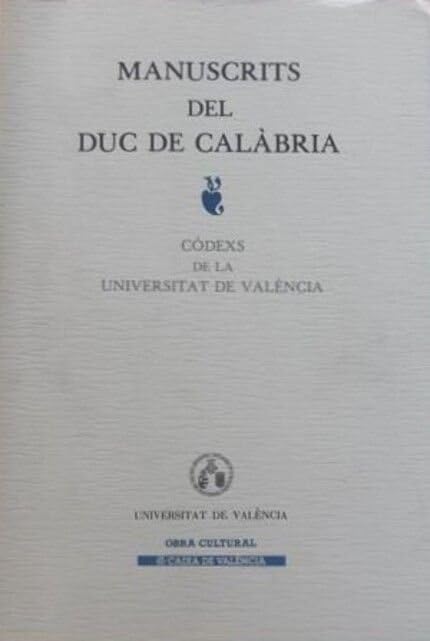 MANUSCRITS
DEL
DUC DE CALÀBRIA
CÒDEXS
DE LA
UNIVERSITAT DE VALÈNCIA
UNIVERSITAT DE VALÈNCIA
OBRA CULTURAL
CAIXA DE VALÈNCIA